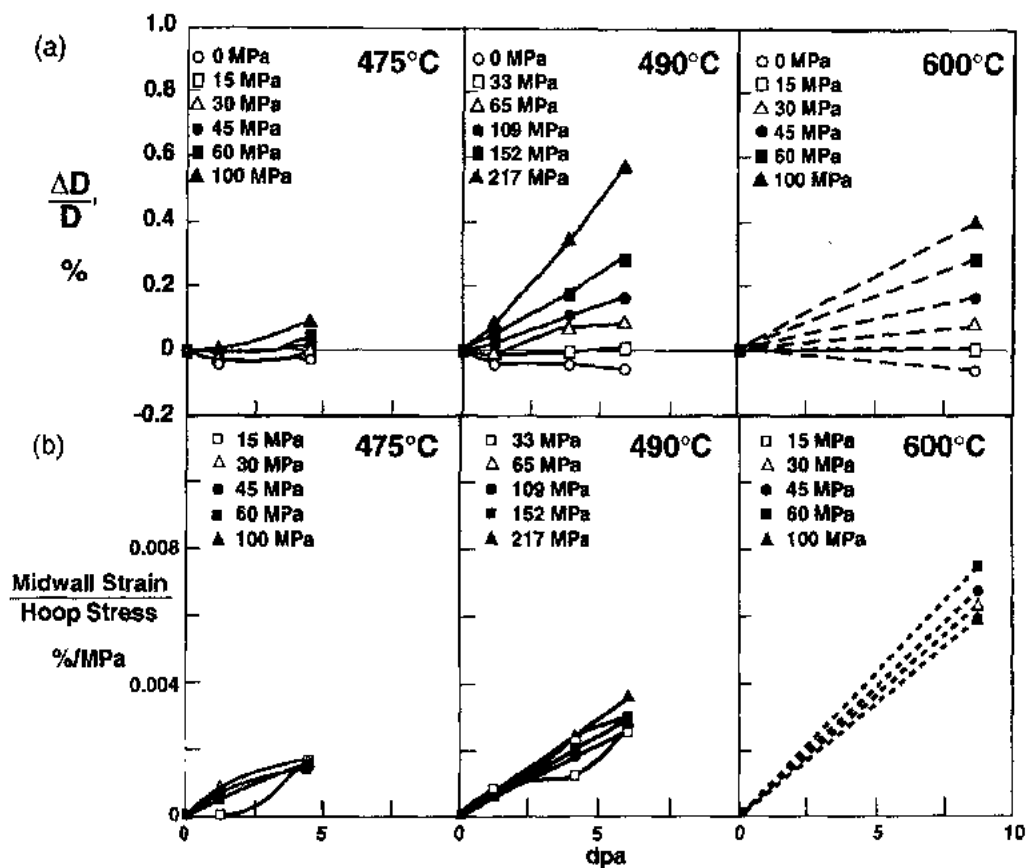 (a)
1.0
0.8
0.6
0.4
0.2
0
-0.2
ΔD
D ,
%
475°C
○ 0 MPa
□ 15 MPa
△ 30 MPa
● 45 MPa
■ 60 MPa
▲ 100 MPa
490°C
○ 0 MPa
□ 33 MPa
△ 65 MPa
● 109 MPa
■ 152 MPa
▲ 217 MPa
600°C
○ 0 MPa
□ 15 MPa
△ 30 MPa
● 45 MPa
■ 60 MPa
▲ 100 MPa
(b)
0.008
0.004
0
Midwall Strain
Hoop Stress
%/MPa
475°C
□ 15 MPa
△ 30 MPa
● 45 MPa
■ 60 MPa
▲ 100 MPa
490°C
□ 33 MPa
△ 65 MPa
● 109 MPa
■ 152 MPa
▲ 217 MPa
600°C
□ 15 MPa
△ 30 MPa
● 45 MPa
■ 60 MPa
▲ 100 MPa
0 5 0 5 0 5 10
dpa